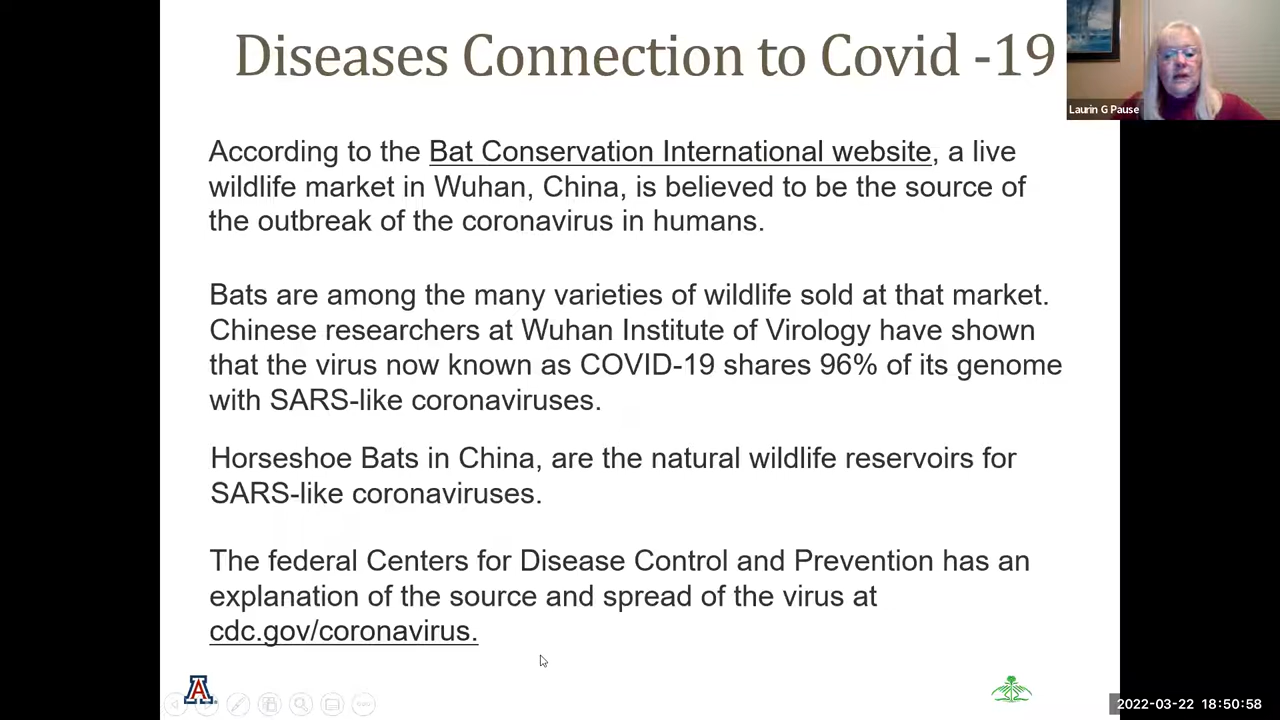 Diseases Connection to Covid -19
Laurin G Pause
According to the Bat Conservation International website, a live
wildlife market in Wuhan, China, is believed to be the source of
the outbreak of the coronavirus in humans.
Bats are among the many varieties of wildlife sold at that market.
Chinese researchers at Wuhan Institute of Virology have shown
that the virus now known as COVID-19 shares 96% of its genome
with SARS-like coronaviruses.
Horseshoe Bats in China, are the natural wildlife reservoirs for
SARS-like coronaviruses.
The federal Centers for Disease Control and Prevention has an
explanation of the source and spread of the virus at
cdc.gov/coronavirus.
A
2022-03-22 18:50:58